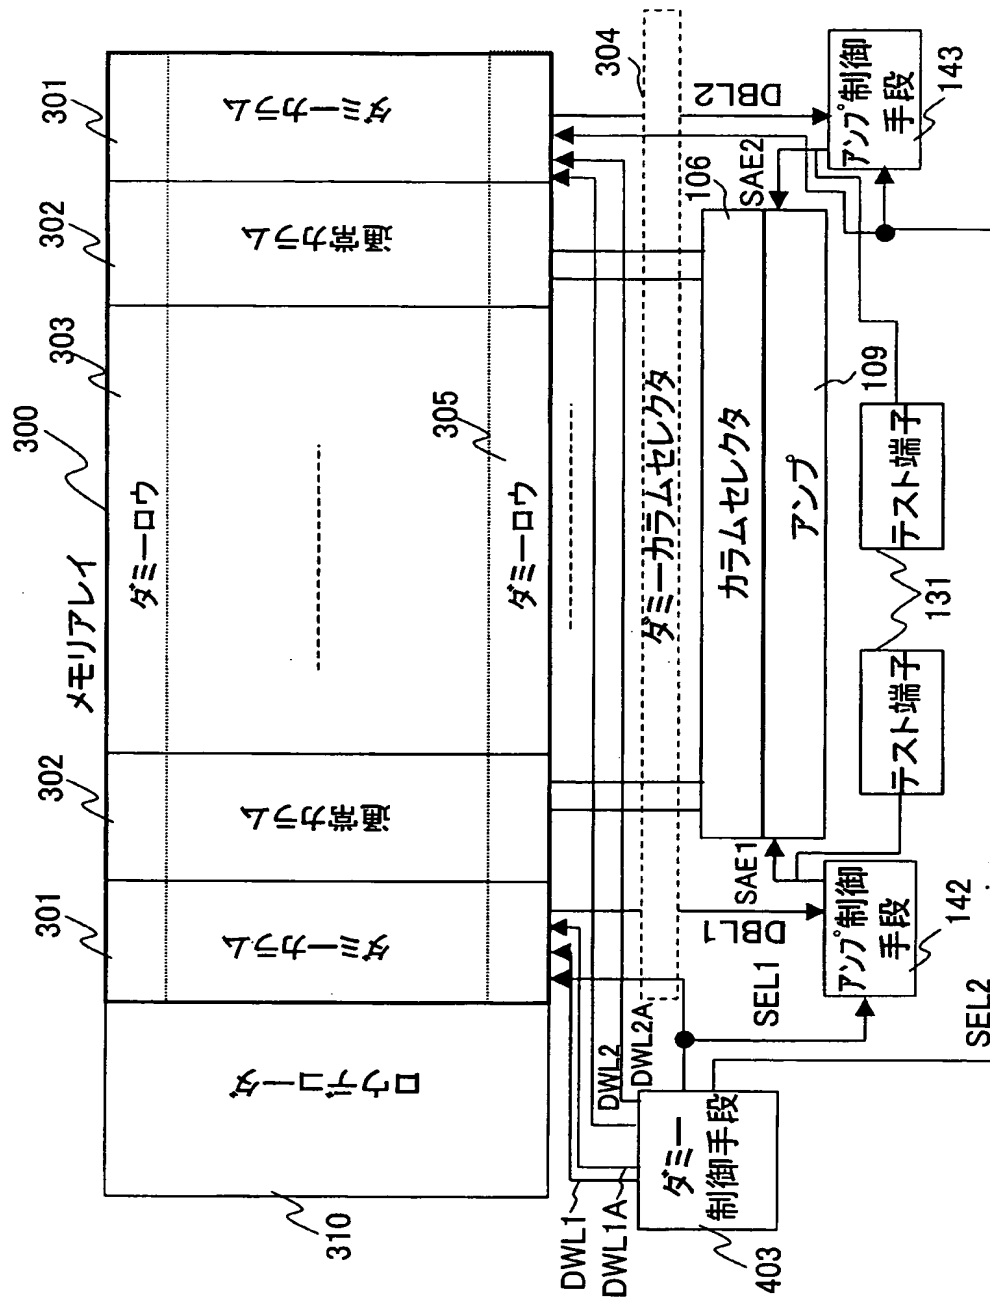 300
メモリアレイ
301
302
303
302
301
ダミーロウ
ロウデコーダ
ダミーカラム
通常カラム
通常カラム
ダミーカラム
305
ダミーロウ
310
DWL1
DWL1A
DWL2
DWL2A
304
ダミーカラムセレクタ
ダミー
制御手段
403
SEL1
SEL2
DBL1
DBL2
SAE1
SAE2
106
カラムセレクタ
アンプ
109
アンプ制御
手段
142
アンプ制御
手段
143
テスト端子
テスト端子
131